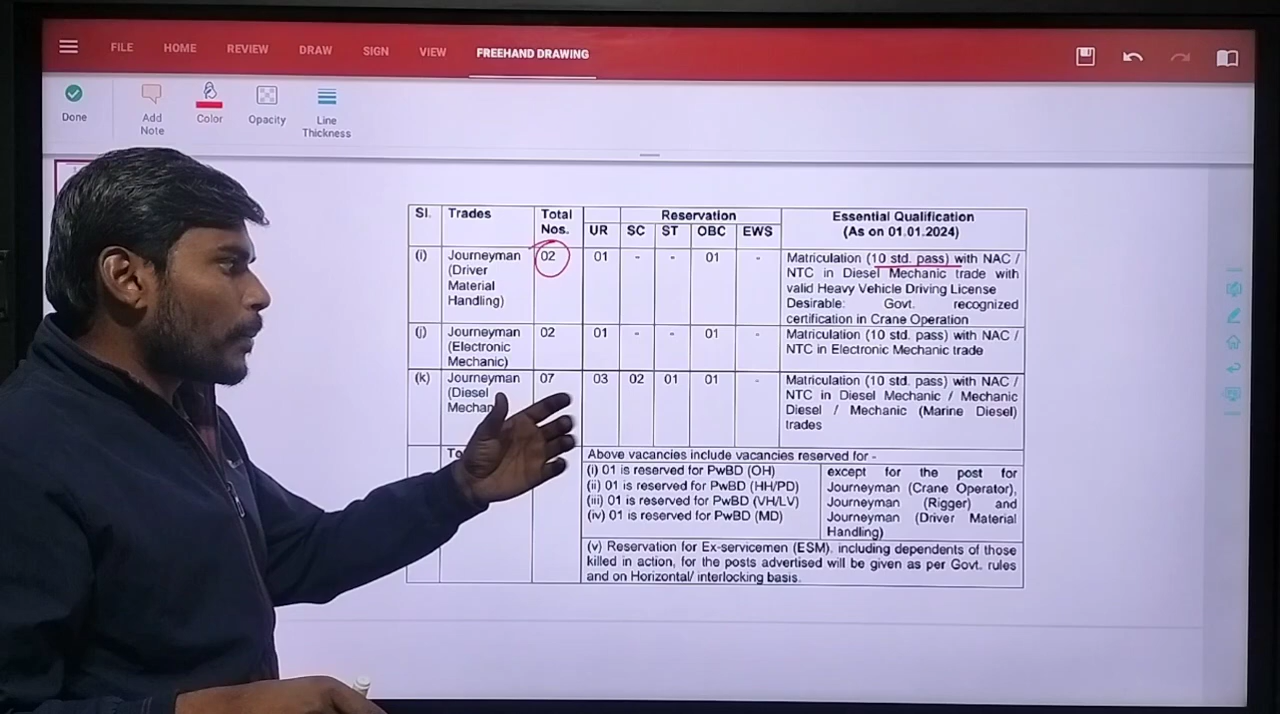 FILE HOME REVIEW DRAW SIGN VIEW FREEHAND DRAWING
Done Add Note Color Opacity Line Thickness
Sl. Trades Total Nos. Reservation Essential Qualification (As on 01.01.2024)
UR SC ST OBC EWS
(i) Journeyman 02 01 - - 01 - Matriculation (10 std. pass) with NAC /
(Driver NTC in Diesel Mechanic trade with
Material valid Heavy Vehicle Driving License
Handling) Desirable: Govt. recognized
certification in Crane Operation
(j) Journeyman 02 01 - - 01 - Matriculation (10 std. pass) with NAC /
(Electronic NTC in Electronic Mechanic trade
Mechanic)
(k) Journeyman 07 03 02 01 01 - Matriculation (10 std. pass) with NAC /
(Diesel NTC in Diesel Mechanic / Mechanic
Diesel / Mechanic (Marine Diesel)
trades
Above vacancies include vacancies reserved for -
(i) 01 is reserved for PwBD (OH)
(ii) 01 is reserved for PwBD (HH/PD)
(iii) 01 is reserved for PwBD (VH/LV)
(iv) 01 is reserved for PwBD (MD)
except for the post for
Journeyman (Crane Operator),
Journeyman (Rigger) and
Journeyman (Driver Material
Handling)
(v) Reservation for Ex-servicemen (ESM), including dependents of those
killed in action, for the posts advertised will be given as per Govt. rules
and on Horizontal/ interlocking basis.